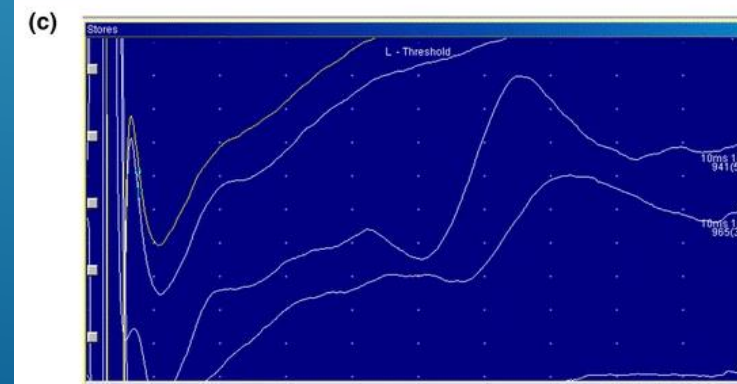 (c)
Stores
L - Threshold
10ms 1
941(5
10ms 1
965(3